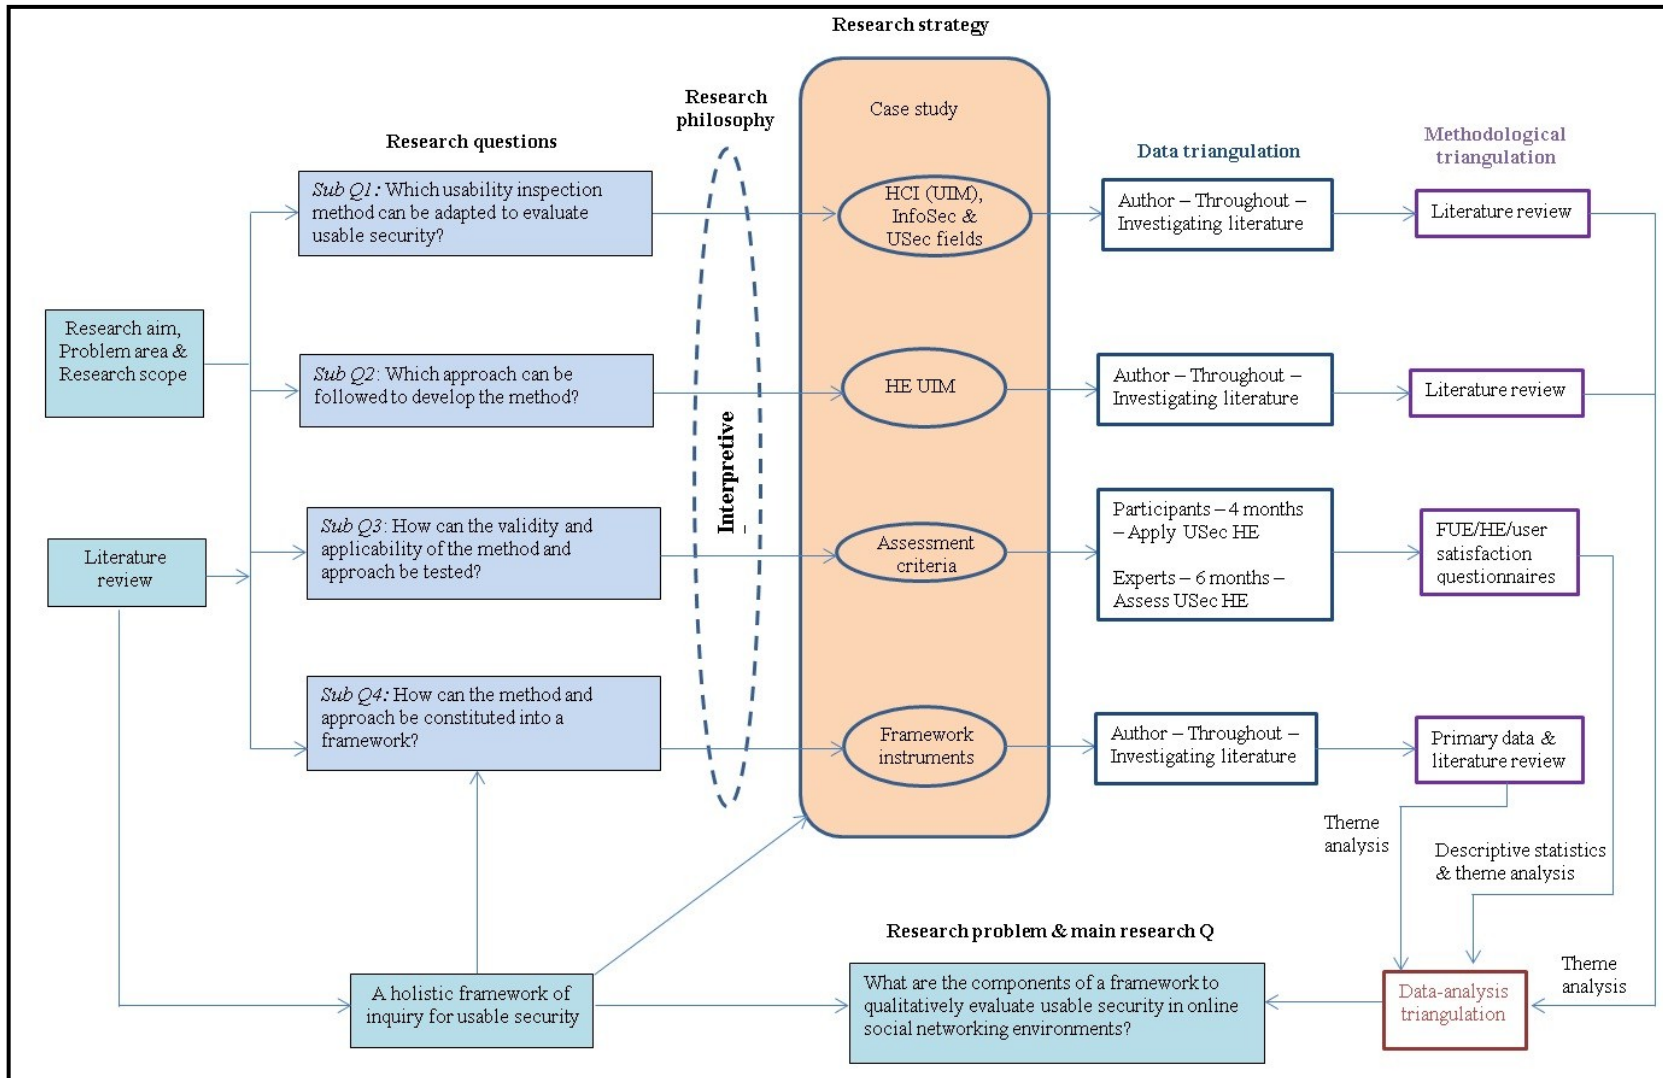 Research strategy
Research
philosophy
Case study
Research questions
Data triangulation
Methodological
triangulation
Sub Q1: Which usability inspection
method can be adapted to evaluate
usable security?
HCI (UIM),
InfoSec &
USec fields
Author – Throughout –
Investigating literature
Literature review
Research aim,
Problem area &
Research scope
Sub Q2: Which approach can be
followed to develop the method?
HE UIM
Author – Throughout –
Investigating literature
Literature review
Interpretive
Literature
review
Sub Q3: How can the validity and
applicability of the method and
approach be tested?
Assessment
criteria
Participants – 4 months
– Apply USec HE
Experts – 6 months –
Assess USec HE
FUE/HE/user
satisfaction
questionnaires
Sub Q4: How can the method and
approach be constituted into a
framework?
Framework
instruments
Author – Throughout –
Investigating literature
Primary data &
literature review
Theme
analysis
Descriptive statistics
& theme analysis
Research problem & main research Q
A holistic framework of
inquiry for usable security
What are the components of a framework to
qualitatively evaluate usable security in online
social networking environments?
Data-analysis
triangulation
Theme
analysis